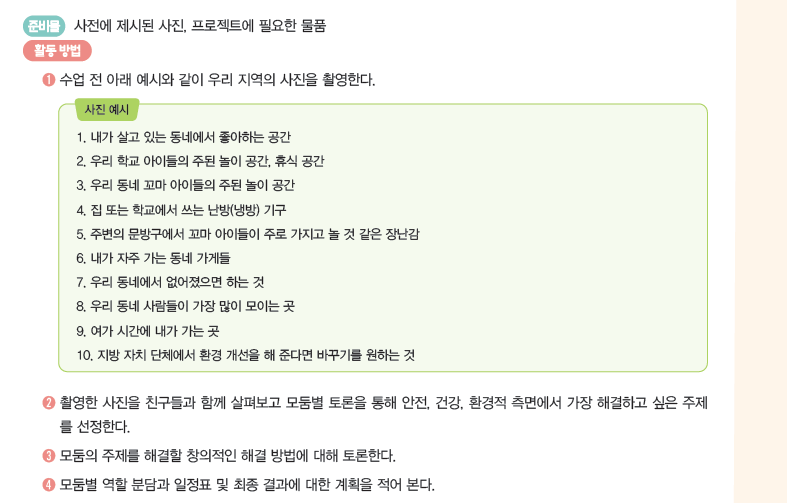 준비물 사전에 제시된 사진, 프로젝트에 필요한 물품
활동 방법
❶ 수업 전 아래 예시와 같이 우리 지역의 사진을 촬영한다.
사진 예시
1. 내가 살고 있는 동네에서 좋아하는 공간
2. 우리 학교 아이들의 주된 놀이 공간, 휴식 공간
3. 우리 동네 꼬마 아이들의 주된 놀이 공간
4. 집 또는 학교에서 쓰는 난방(냉방) 기구
5. 주변의 문방구에서 꼬마 아이들이 주로 가지고 놀 것 같은 장난감
6. 내가 자주 가는 동네 가게들
7. 우리 동네에서 없어졌으면 하는 것
8. 우리 동네 사람들이 가장 많이 모이는 곳
9. 여가 시간에 내가 가는 곳
10. 지방 자치 단체에서 환경 개선을 해 준다면 바꾸기를 원하는 것
❷ 촬영한 사진을 친구들과 함께 살펴보고 모둠별 토론을 통해 안전, 건강, 환경적 측면에서 가장 해결하고 싶은 주제
를 선정한다.
❸ 모둠의 주제를 해결할 창의적인 해결 방법에 대해 토론한다.
❹ 모둠별 역할 분담과 일정표 및 최종 결과에 대한 계획을 적어 본다.